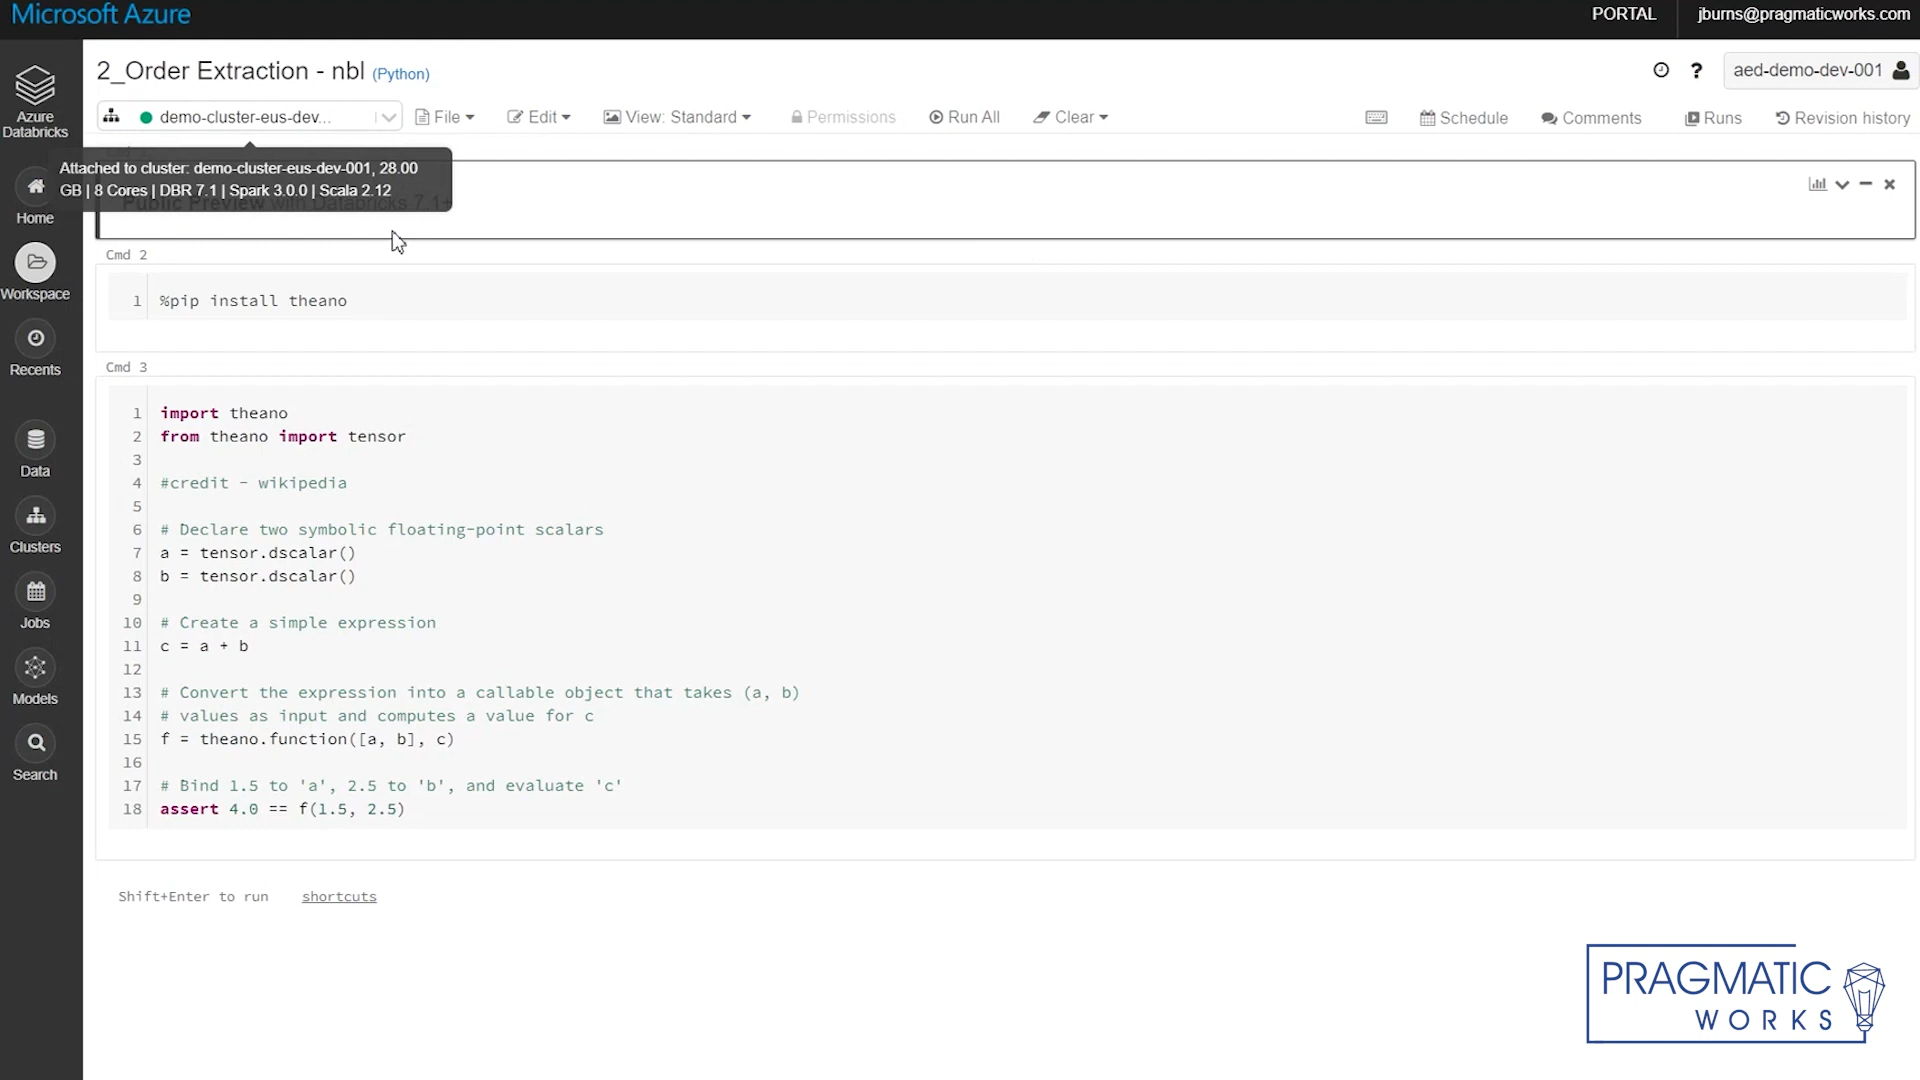 Microsoft Azure
PORTAL
jburns@pragmaticworks.com
2_Order Extraction - nbl (Python)
aed-demo-dev-001
demo-cluster-eus-dev...
File
Edit
View: Standard
Permissions
Run All
Clear
Schedule
Comments
Runs
Revision history
Azure
Databricks
Home
Workspace
Recents
Data
Clusters
Jobs
Models
Search
Attached to cluster: demo-cluster-eus-dev-001, 28.00
GB | 8 Cores | DBR 7.1 | Spark 3.0.0 | Scala 2.12
Public Preview with Databricks 7.1+
Cmd 2
1 %pip install theano
Cmd 3
1 import theano
2 from theano import tensor
3
4 #credit - wikipedia
5
6 # Declare two symbolic floating-point scalars
7 a = tensor.dscalar()
8 b = tensor.dscalar()
9
10 # Create a simple expression
11 c = a + b
12
13 # Convert the expression into a callable object that takes (a, b)
14 # values as input and computes a value for c
15 f = theano.function([a, b], c)
16
17 # Bind 1.5 to 'a', 2.5 to 'b', and evaluate 'c'
18 assert 4.0 == f(1.5, 2.5)
Shift+Enter to run shortcuts
PRAGMATIC
WORKS